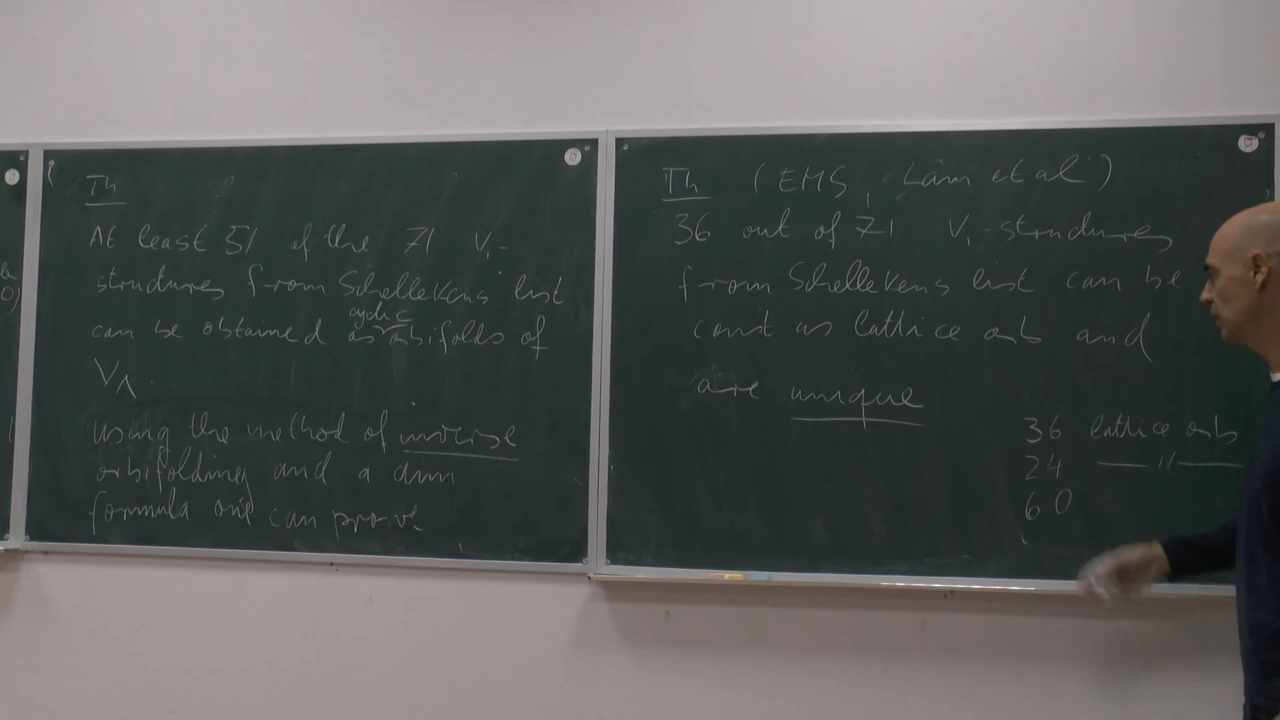 Th
At least 51 of the 71 V₁-
structures from Schellekens' list
can be obtained as cyclic orbifolds of
V_Λ.
Using the method of inverse
orbifolding and a dim
formula one can prove
Th (EMS, Lam et al)
36 out of 71 V₁-structures
from Schellekens list can be
const as lattice orb and
are unique
36 lattice orb
24 —〃—
60